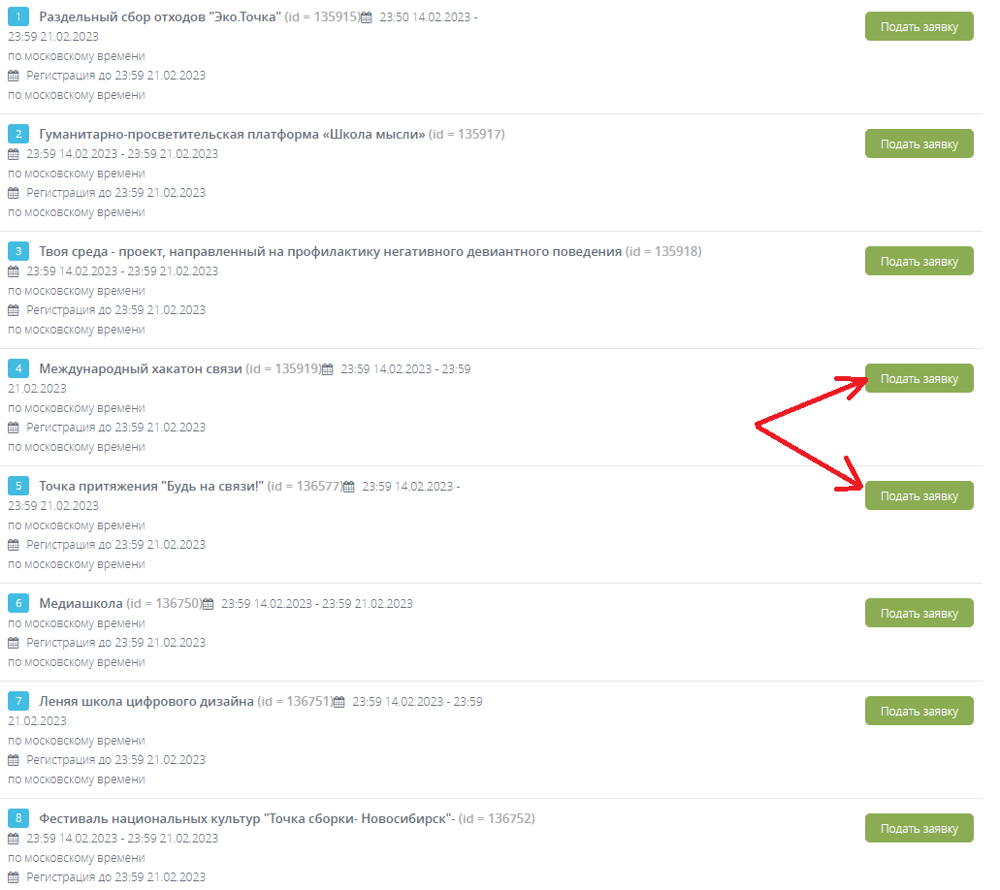 1 Раздельный сбор отходов "Эко.Точка" (id = 135915) 23:50 14.02.2023 - Подать заявку
23:59 21.02.2023
по московскому времени
Регистрация до 23:59 21.02.2023
по московскому времени
2 Гуманитарно-просветительская платформа «Школа мысли» (id = 135917) Подать заявку
23:59 14.02.2023 - 23:59 21.02.2023
по московскому времени
Регистрация до 23:59 21.02.2023
по московскому времени
3 Твоя среда - проект, направленный на профилактику негативного девиантного поведения (id = 135918) Подать заявку
23:59 14.02.2023 - 23:59 21.02.2023
по московскому времени
Регистрация до 23:59 21.02.2023
по московскому времени
4 Международный хакатон связи (id = 135919) 23:59 14.02.2023 - 23:59 Подать заявку
21.02.2023
по московскому времени
Регистрация до 23:59 21.02.2023
по московскому времени
5 Точка притяжения "Будь на связи!" (id = 136577) 23:59 14.02.2023 - Подать заявку
23:59 21.02.2023
по московскому времени
Регистрация до 23:59 21.02.2023
по московскому времени
6 Медиашкола (id = 136750) 23:59 14.02.2023 - 23:59 21.02.2023 Подать заявку
по московскому времени
Регистрация до 23:59 21.02.2023
по московскому времени
7 Леняя школа цифрового дизайна (id = 136751) 23:59 14.02.2023 - 23:59 Подать заявку
21.02.2023
по московскому времени
Регистрация до 23:59 21.02.2023
по московскому времени
8 Фестиваль национальных культур "Точка сборки- Новосибирск"- (id = 136752) Подать заявку
23:59 14.02.2023 - 23:59 21.02.2023
по московскому времени
Регистрация до 23:59 21.02.2023